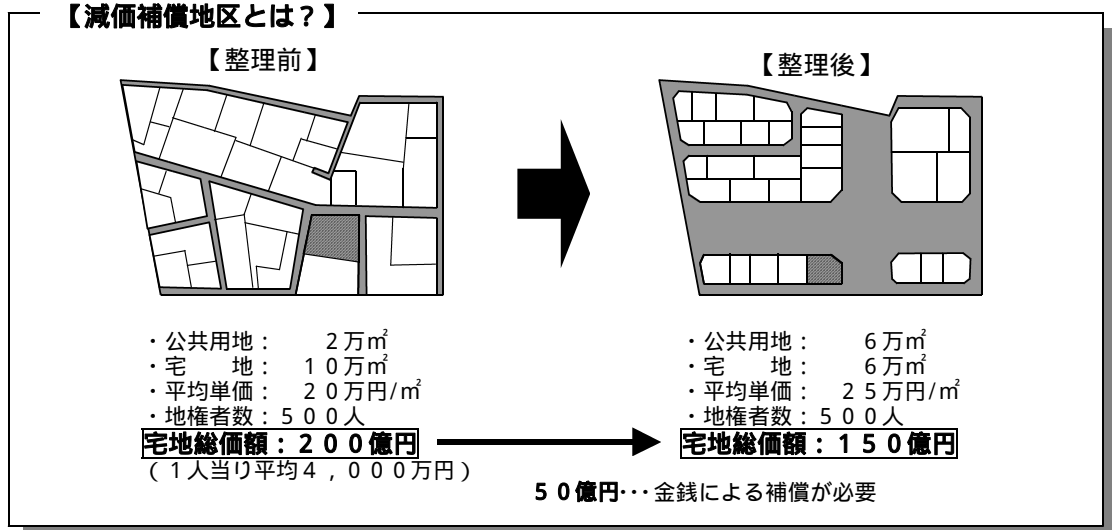 【減価補償地区とは？】
【整理前】
・公共用地：　　２万㎡
・宅　　地：　１０万㎡
・平均単価：　２０万円/㎡
・地権者数：５００人
宅地総価額：２００億円
（１人当り平均４，０００万円）
【整理後】
・公共用地：　　６万㎡
・宅　　地：　　６万㎡
・平均単価：　２５万円/㎡
・地権者数：５００人
宅地総価額：１５０億円
５０億円･･･金銭による補償が必要